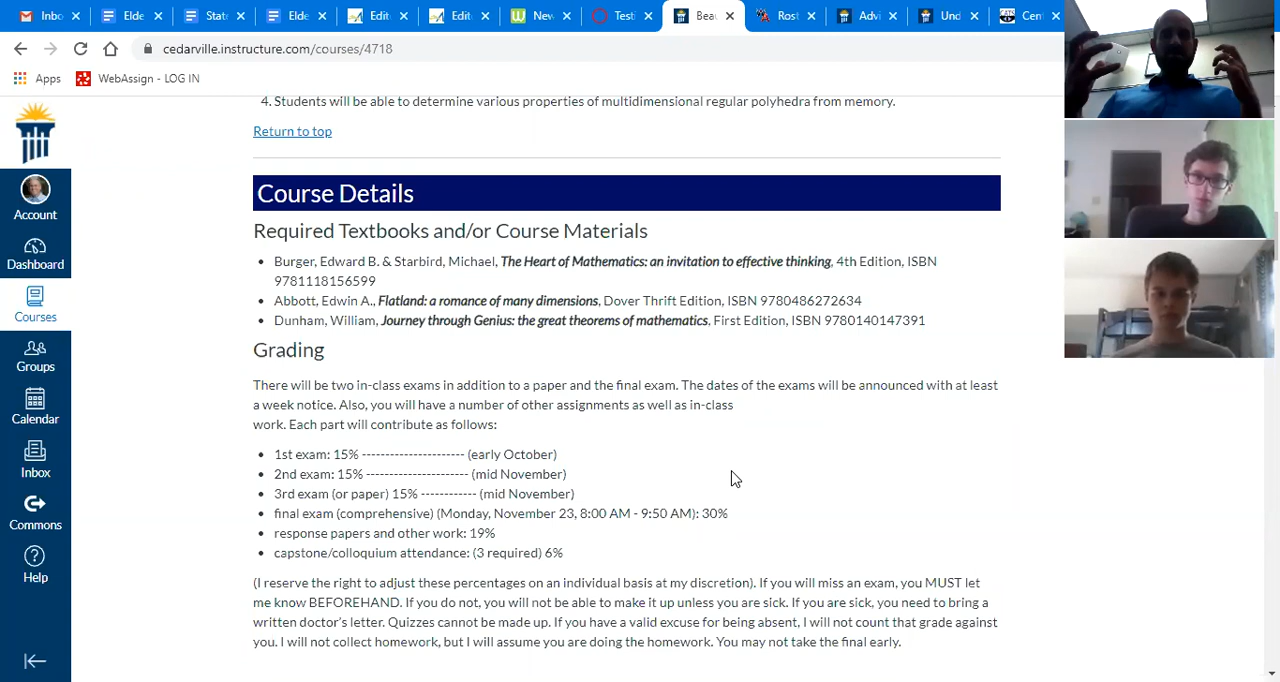 Inbo
Elde
State
Elde
Edit
Edit
New
Testi
Beau
Rost
Advi
Und
Cent
cedarville.instructure.com/courses/4718
Apps
WebAssign - LOG IN
4. Students will be able to determine various properties of multidimensional regular polyhedra from memory.
Return to top
Account
Dashboard
Courses
Groups
Calendar
Inbox
Commons
Help
Course Details
Required Textbooks and/or Course Materials
Burger, Edward B. & Starbird, Michael, The Heart of Mathematics: an invitation to effective thinking, 4th Edition, ISBN
9781118156599
Abbott, Edwin A., Flatland: a romance of many dimensions, Dover Thrift Edition, ISBN 9780486272634
Dunham, William, Journey through Genius: the great theorems of mathematics, First Edition, ISBN 9780140147391
Grading
There will be two in-class exams in addition to a paper and the final exam. The dates of the exams will be announced with at least
a week notice. Also, you will have a number of other assignments as well as in-class
work. Each part will contribute as follows:
1st exam: 15% ---------------------- (early October)
2nd exam: 15% ---------------------- (mid November)
3rd exam (or paper) 15% ------------ (mid November)
final exam (comprehensive) (Monday, November 23, 8:00 AM - 9:50 AM): 30%
response papers and other work: 19%
capstone/colloquium attendance: (3 required) 6%
(I reserve the right to adjust these percentages on an individual basis at my discretion). If you will miss an exam, you MUST let
me know BEFOREHAND. If you do not, you will not be able to make it up unless you are sick. If you are sick, you need to bring a
written doctor's letter. Quizzes cannot be made up. If you have a valid excuse for being absent, I will not count that grade against
you. I will not collect homework, but I will assume you are doing the homework. You may not take the final early.